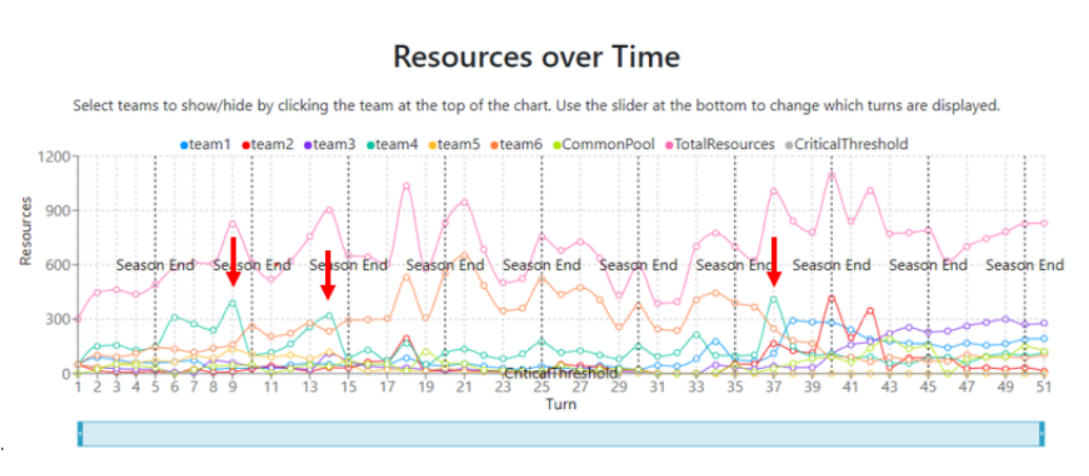 Resources over Time
Select teams to show/hide by clicking the team at the top of the chart. Use the slider at the bottom to change which turns are displayed.
team1 team2 team3 team4 team5 team6 CommonPool TotalResources CriticalThreshold
1200
900
Resources
600
Season End Season End Season End Season End Season End Season End Season End Season End Season End Season End
300
0
CriticalThreshold
1 2 3 4 5 6 7 8 9 11 13 15 17 19 21 23 25 27 29 31 33 35 37 39 41 43 45 47 49 51
Turn